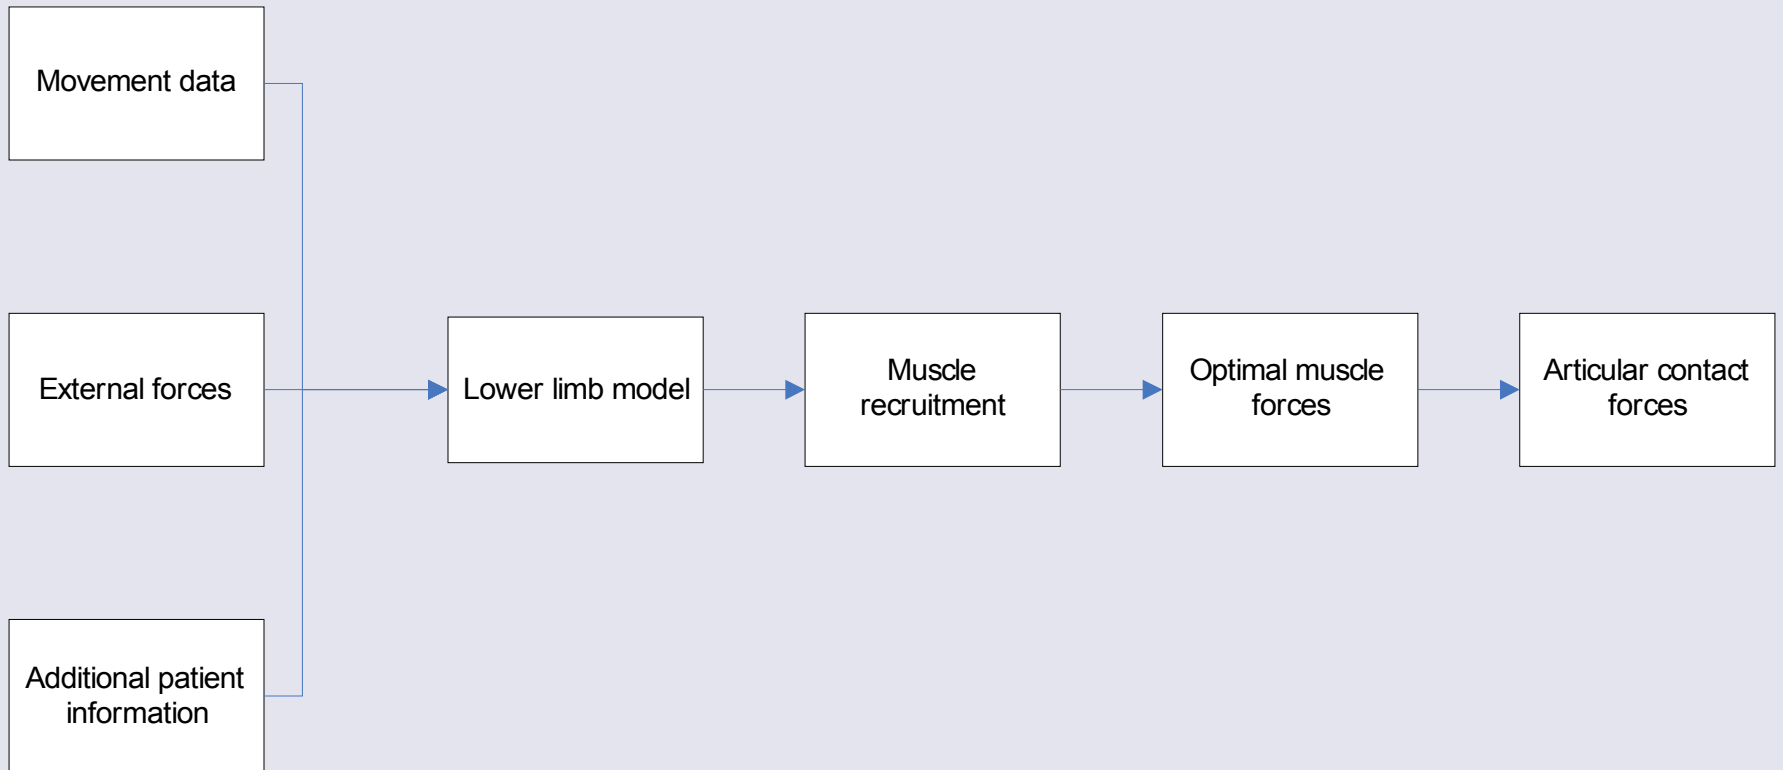 Movement data
External forces
Additional patient
information
Lower limb model
Muscle
recruitment
Optimal muscle
forces
Articular contact
forces